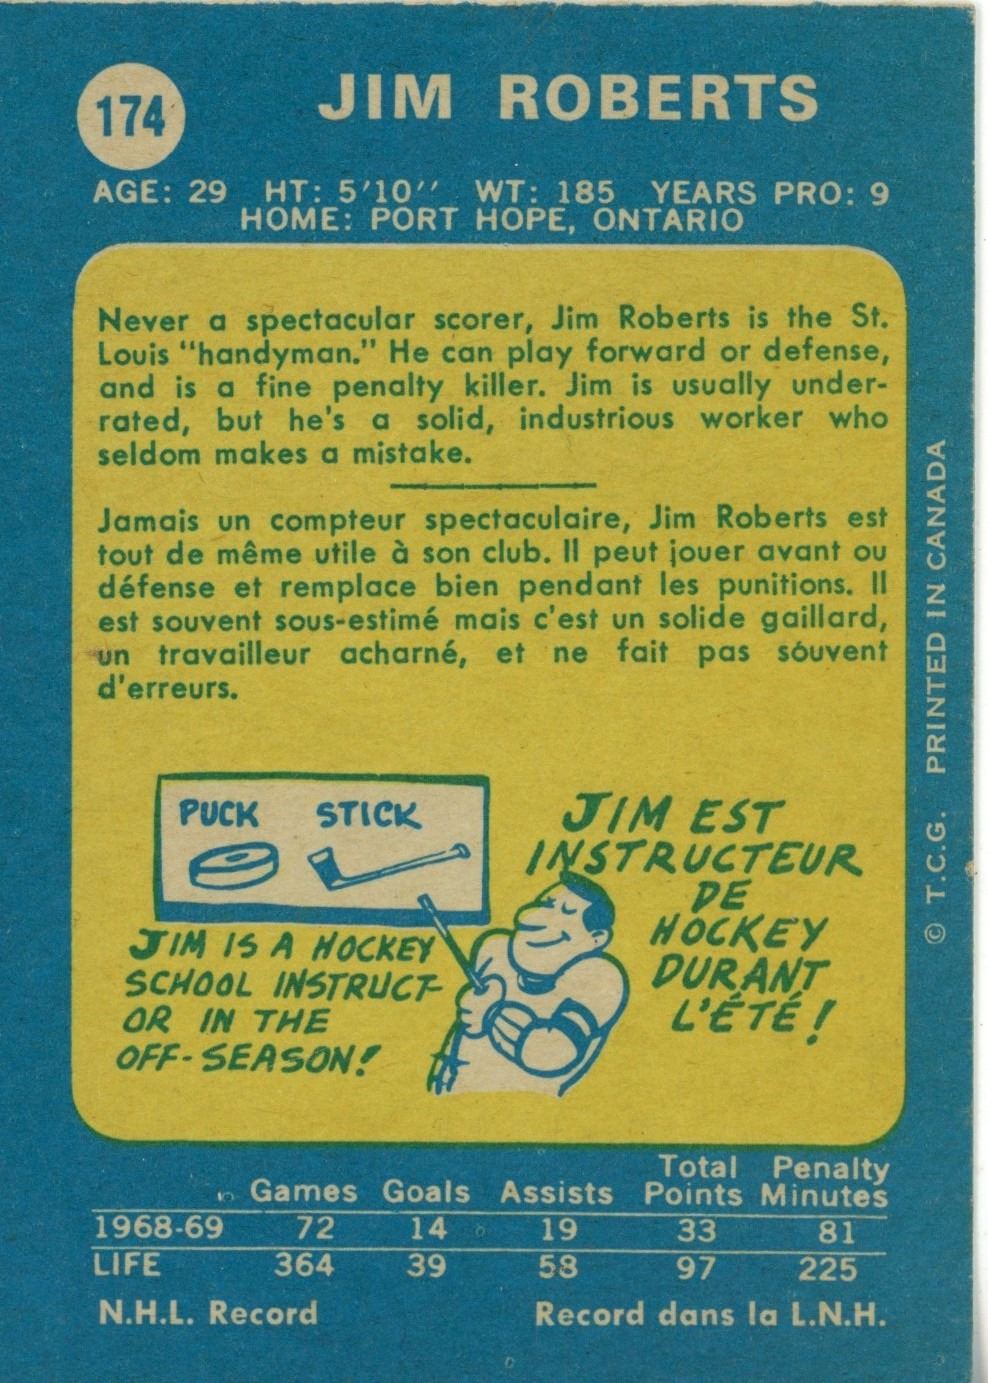 174
JIM ROBERTS
AGE: 29 HT: 5'10'' WT: 185 YEARS PRO: 9
HOME: PORT HOPE, ONTARIO
Never a spectacular scorer, Jim Roberts is the St.
Louis "handyman." He can play forward or defense,
and is a fine penalty killer. Jim is usually under-
rated, but he's a solid, industrious worker who
seldom makes a mistake.
Jamais un compteur spectaculaire, Jim Roberts est
tout de même utile à son club. Il peut jouer avant ou
défense et remplace bien pendant les punitions. Il
est souvent sous-estimé mais c'est un solide gaillard,
un travailleur acharné, et ne fait pas souvent
d'erreurs.
PUCK STICK
JIM IS A HOCKEY
SCHOOL INSTRUCT-
OR IN THE
OFF-SEASON!
JIM EST
INSTRUCTEUR
DE
HOCKEY
DURANT
L'ÉTÉ!
© T.C.G. PRINTED IN CANADA
Total Penalty
Games Goals Assists Points Minutes
1968-69 72 14 19 33 81
LIFE 364 39 58 97 225
N.H.L. Record Record dans la L.N.H.